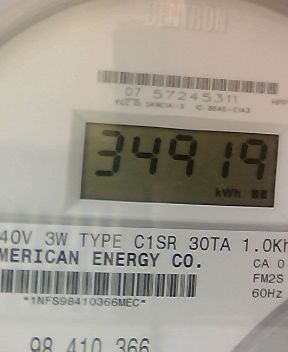 CENTRON
07 57245311
34919
kWh
40V 3W TYPE C1SR 30TA 1.0Kh
MERICAN ENERGY CO.
CA 0
FM2S
*1NFS98410366MEC*
60Hz
98 410 366